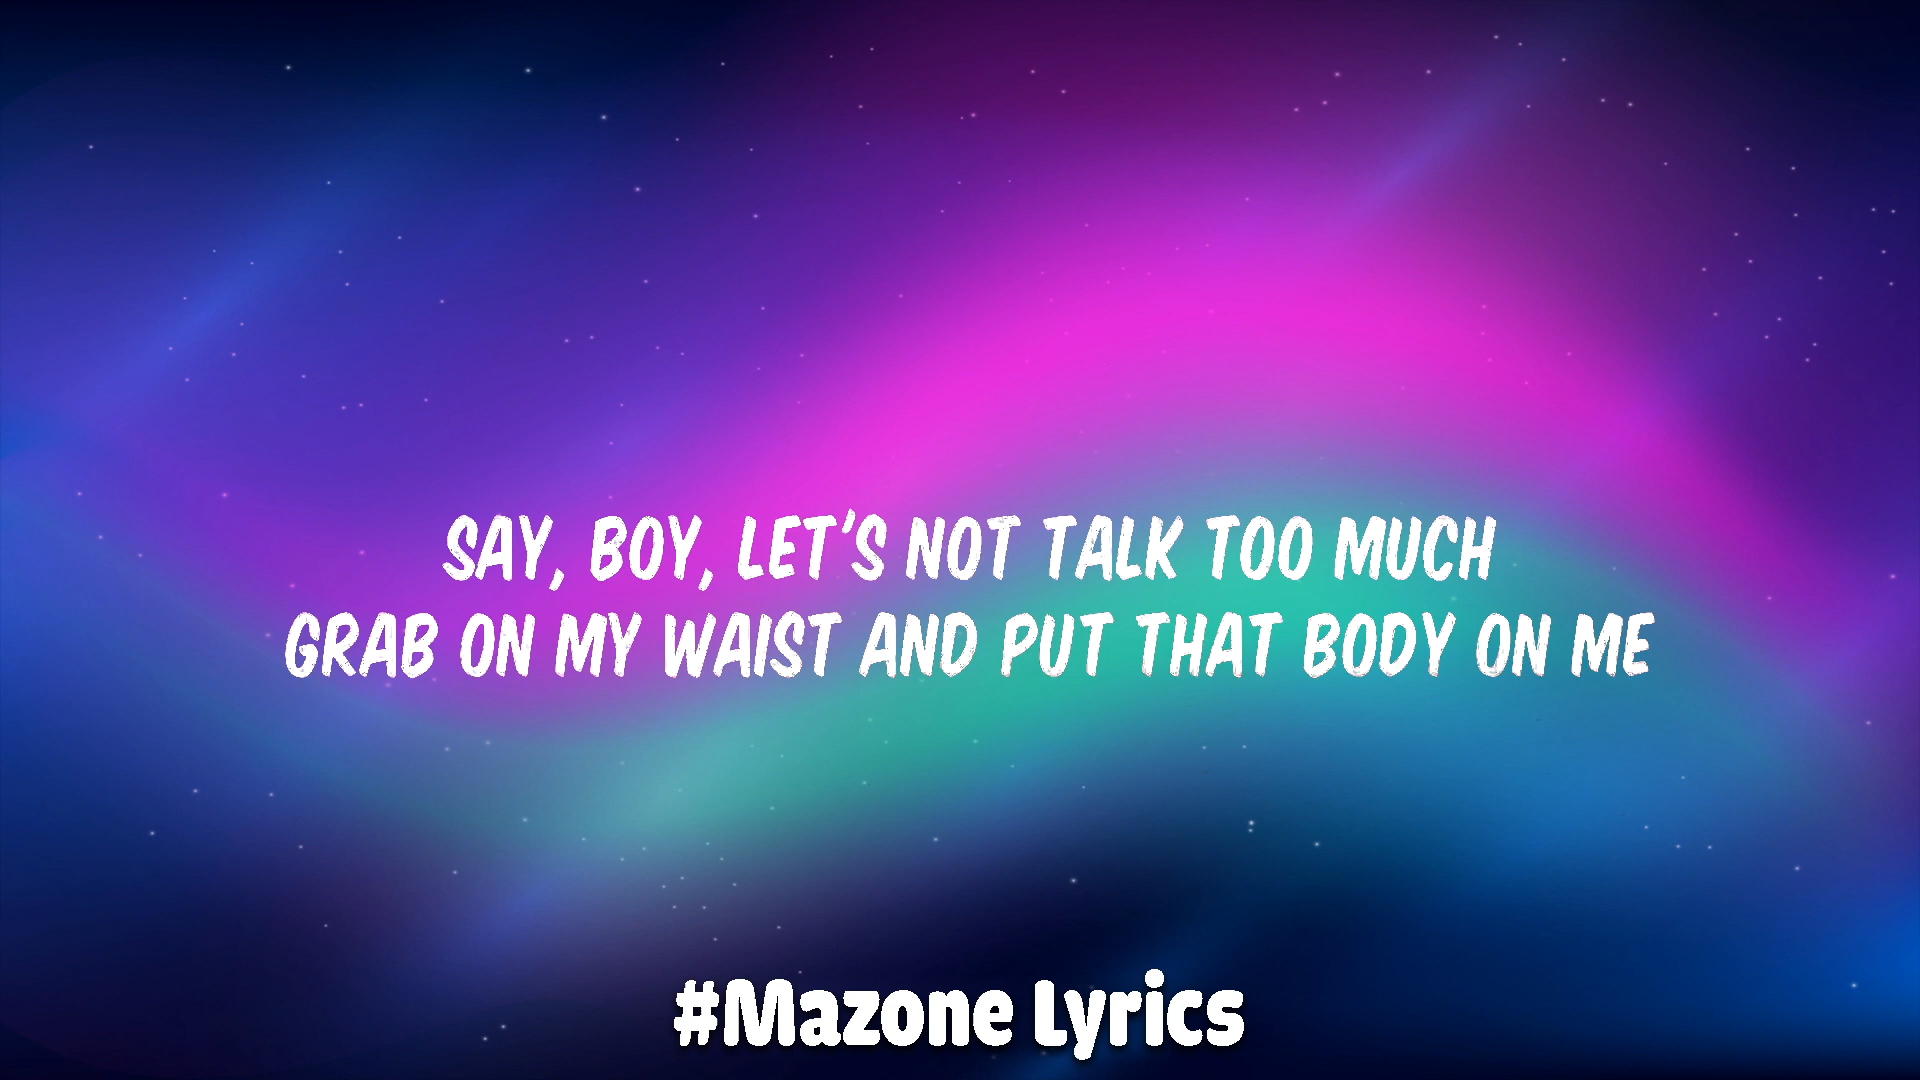 SAY, BOY, LET'S NOT TALK TOO MUCH
GRAB ON MY WAIST AND PUT THAT BODY ON ME
#Mazone Lyrics